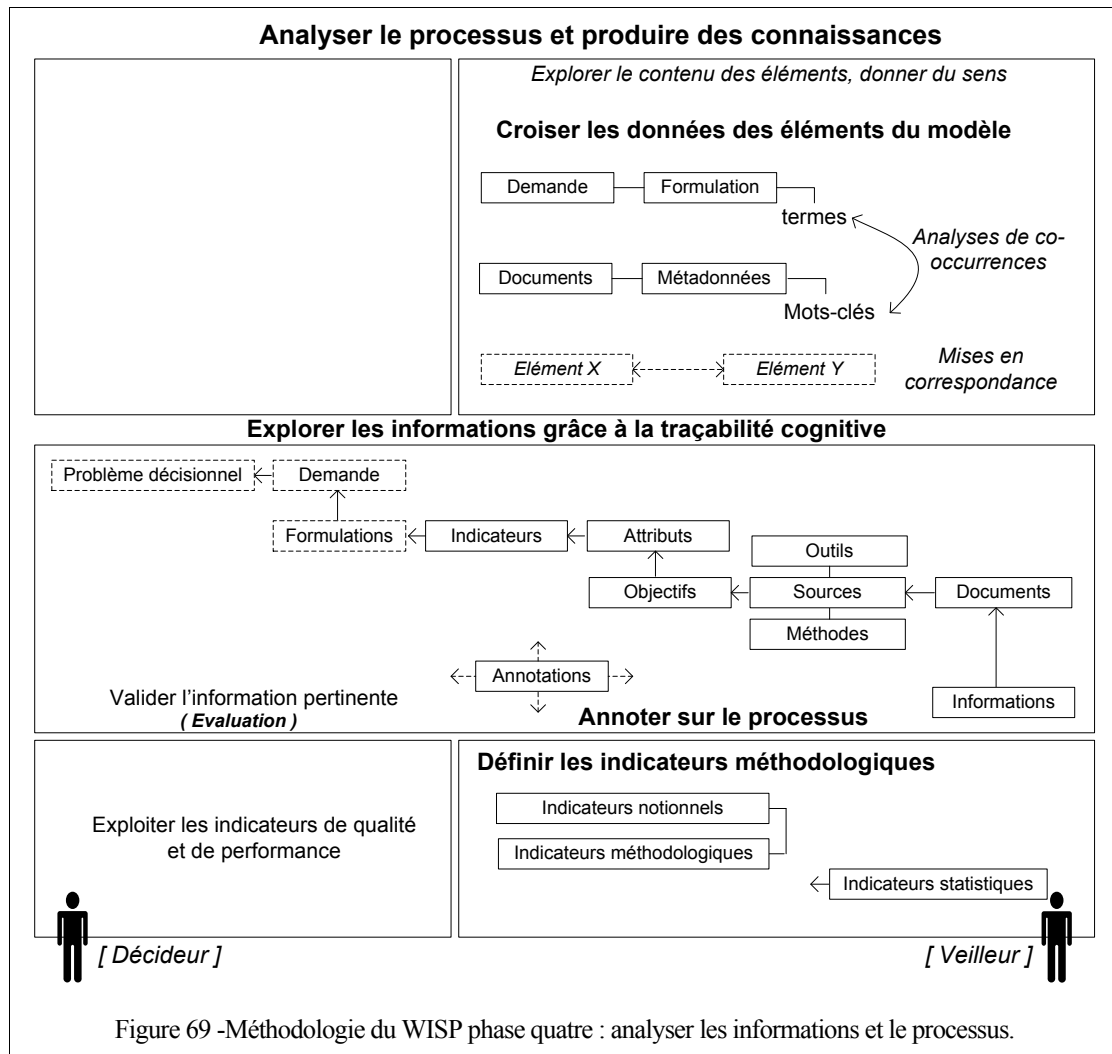 Analyser le processus et produire des connaissances
Explorer le contenu des éléments, donner du sens
Croiser les données des éléments du modèle
Demande
Formulation
termes
Analyses de co-
occurrences
Documents
Métadonnées
Mots-clés
Elément X
Elément Y
Mises en
correspondance
Explorer les informations grâce à la traçabilité cognitive
Problème décisionnel
Demande
Formulations
Indicateurs
Attributs
Outils
Objectifs
Sources
Documents
Méthodes
Annotations
Informations
Valider l’information pertinente
( Evaluation )
Annoter sur le processus
Définir les indicateurs méthodologiques
Indicateurs notionnels
Exploiter les indicateurs de qualité
et de performance
Indicateurs méthodologiques
Indicateurs statistiques
[ Décideur ]
[ Veilleur ]
Figure 69 -Méthodologie du WISP phase quatre : analyser les informations et le processus.